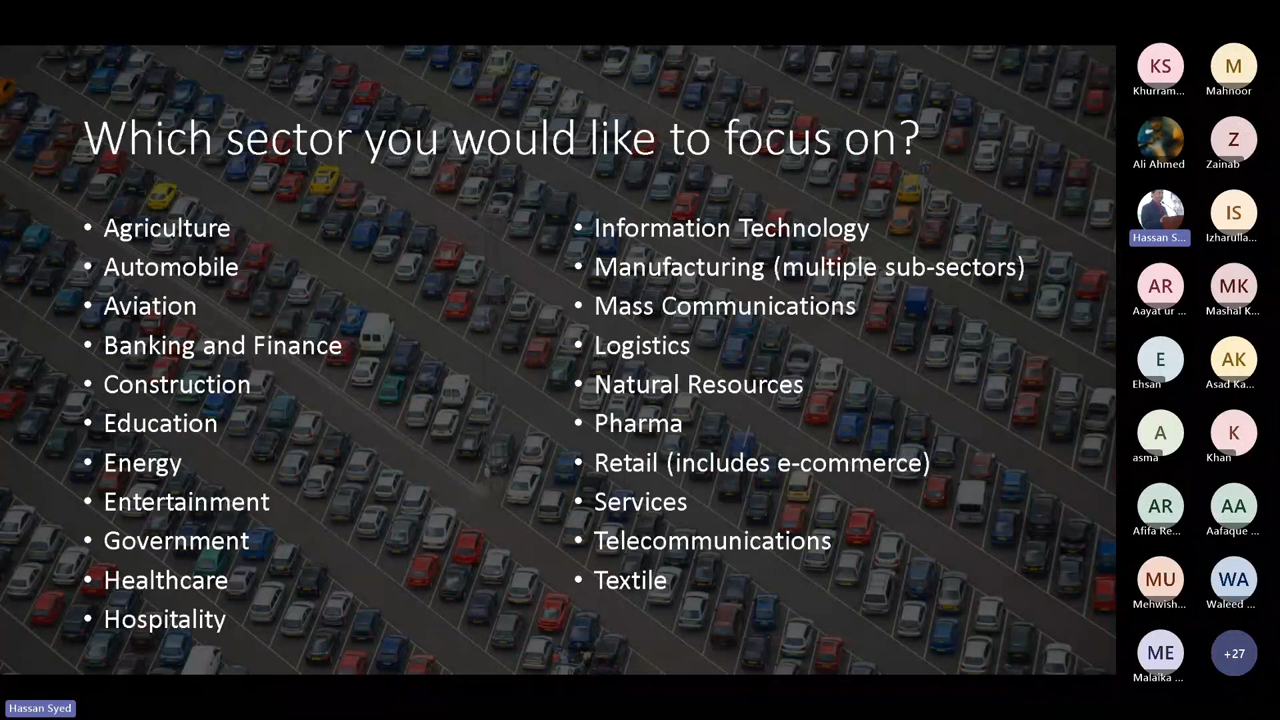 Which sector you would like to focus on?
• Agriculture
• Automobile
• Aviation
• Banking and Finance
• Construction
• Education
• Energy
• Entertainment
• Government
• Healthcare
• Hospitality
• Information Technology
• Manufacturing (multiple sub-sectors)
• Mass Communications
• Logistics
• Natural Resources
• Pharma
• Retail (includes e-commerce)
• Services
• Telecommunications
• Textile
KS
Khurram...
M
Mahnoor
Ali Ahmed
Z
Zainab
Hassan S...
IS
Izharulla...
AR
Aayat ur ...
MK
Mashal K...
E
Ehsan
AK
Asad Ka...
A
asma
K
Khan
AR
Afifa Re...
AA
Aafaque ...
MU
Mehwish...
WA
Waleed ...
ME
Malaika ...
+27
Hassan Syed